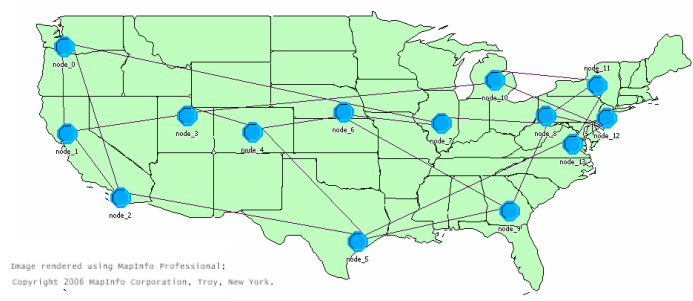 node_0
node_11
node_10
node_3
node_6
node_7
node_8
node_12
node_1
node_4
node_13
node_2
node_9
node_5
Image rendered using MapInfo Professional;
Copyright 2006 MapInfo Corporation, Troy, New York.